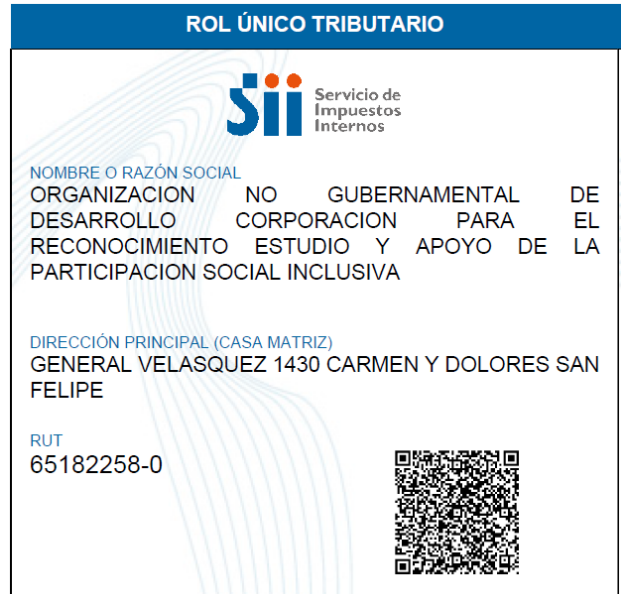 ROL ÚNICO TRIBUTARIO
Sii Servicio de
Impuestos
Internos
NOMBRE O RAZÓN SOCIAL
ORGANIZACION NO GUBERNAMENTAL DE
DESARROLLO CORPORACION PARA EL
RECONOCIMIENTO ESTUDIO Y APOYO DE LA
PARTICIPACION SOCIAL INCLUSIVA
DIRECCIÓN PRINCIPAL (CASA MATRIZ)
GENERAL VELASQUEZ 1430 CARMEN Y DOLORES SAN
FELIPE
RUT
65182258-0